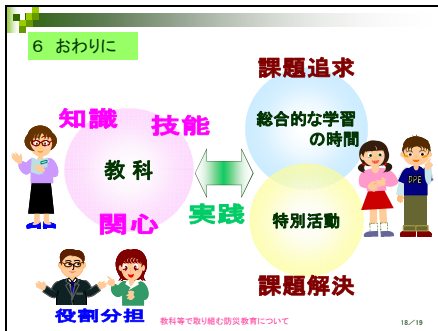 6 おわりに
課題追求
知識
技能
総合的な学習
の時間
教科
実践
関心
特別活動
課題解決
役割分担
教科等で取り組む防災教育について
18/19
DPE